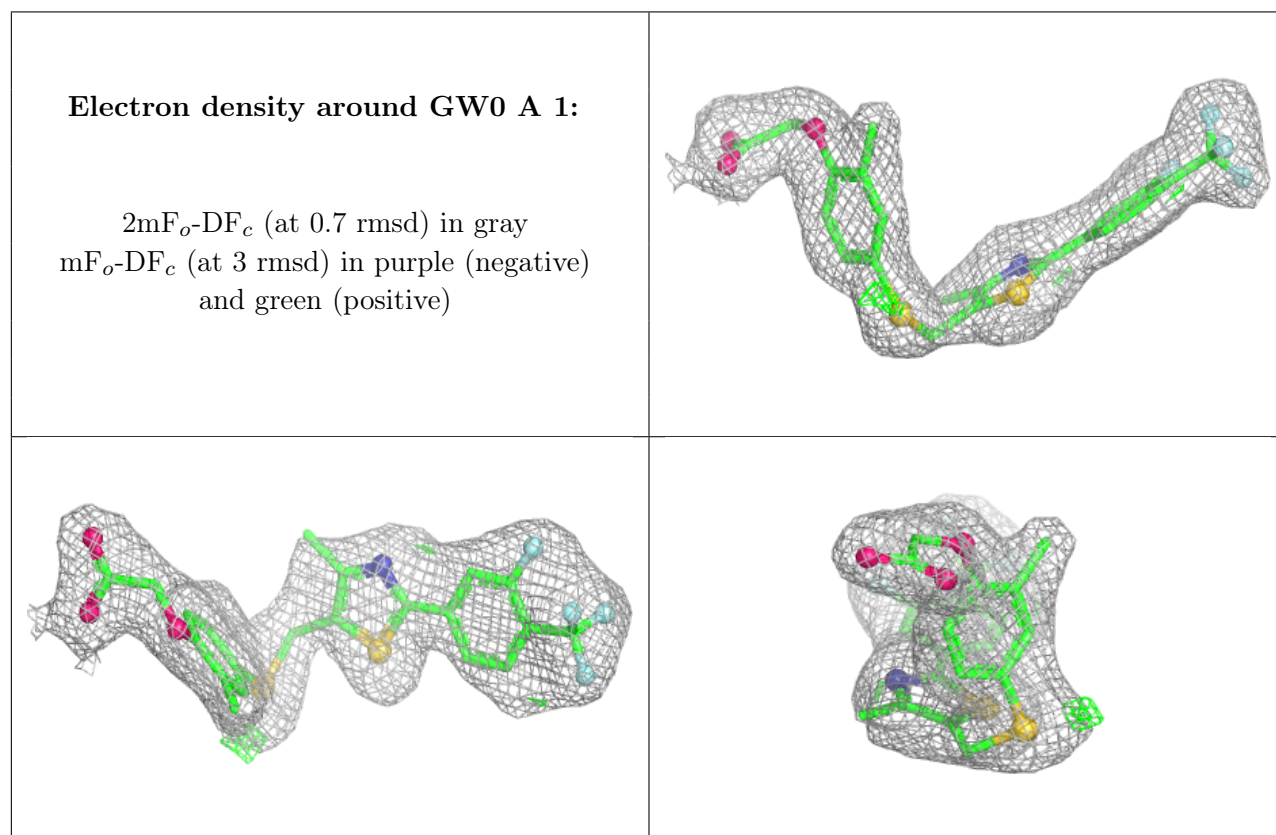 Electron density around GW0 A 1:
2mFo-DFc (at 0.7 rmsd) in gray
mFo-DFc (at 3 rmsd) in purple (negative)
and green (positive)